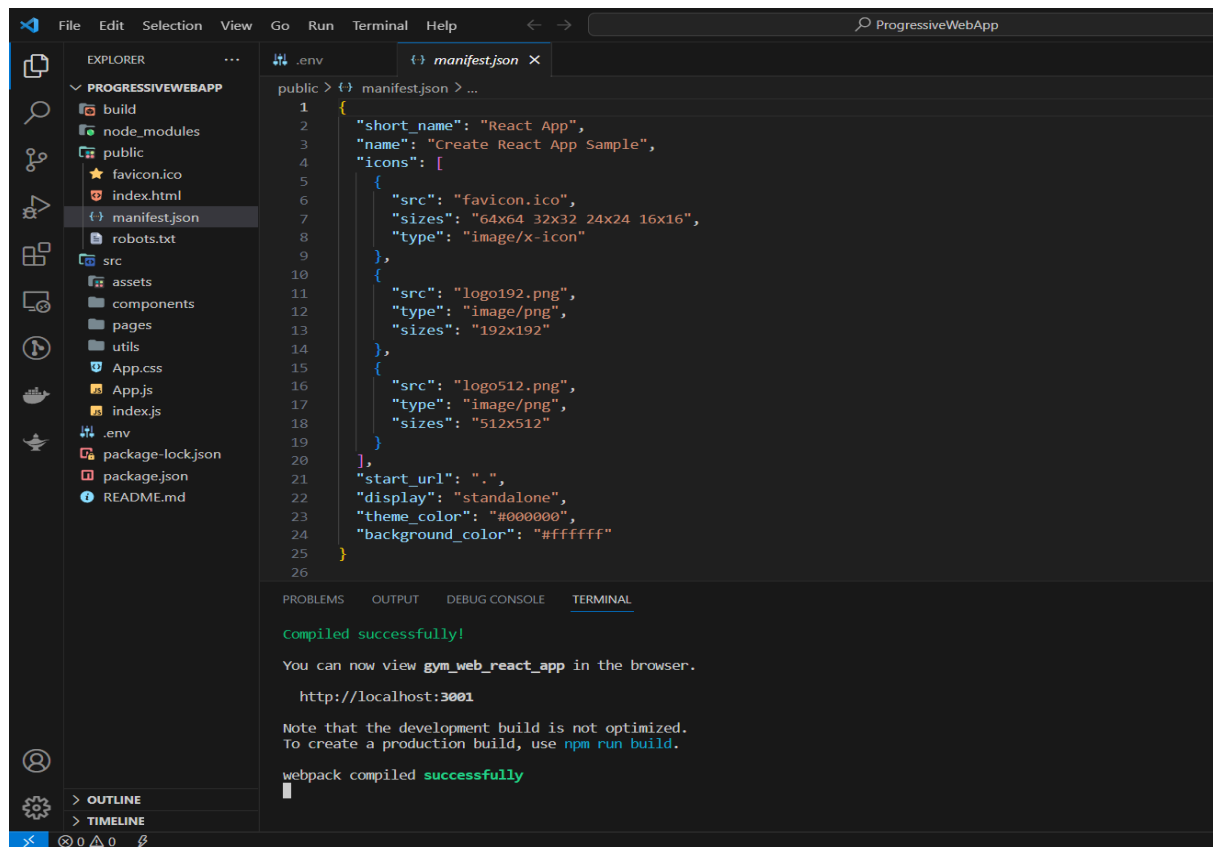 File Edit Selection View Go Run Terminal Help ProgressiveWebApp
EXPLORER ...
PROGRESSIVEWEBAPP
build
node_modules
public
favicon.ico
index.html
manifest.json
robots.txt
src
assets
components
pages
utils
App.css
App.js
index.js
.env
package-lock.json
package.json
README.md
OUTLINE
TIMELINE
.env manifest.json
public > manifest.json > ...
1 {
2 "short_name": "React App",
3 "name": "Create React App Sample",
4 "icons": [
5 {
6 "src": "favicon.ico",
7 "sizes": "64x64 32x32 24x24 16x16",
8 "type": "image/x-icon"
9 },
10 {
11 "src": "logo192.png",
12 "type": "image/png",
13 "sizes": "192x192"
14 },
15 {
16 "src": "logo512.png",
17 "type": "image/png",
18 "sizes": "512x512"
19 }
20 ],
21 "start_url": ".",
22 "display": "standalone",
23 "theme_color": "#000000",
24 "background_color": "#ffffff"
25 }
26
PROBLEMS OUTPUT DEBUG CONSOLE TERMINAL
Compiled successfully!
You can now view gym_web_react_app in the browser.
http://localhost:3001
Note that the development build is not optimized.
To create a production build, use npm run build.
webpack compiled successfully
0 0